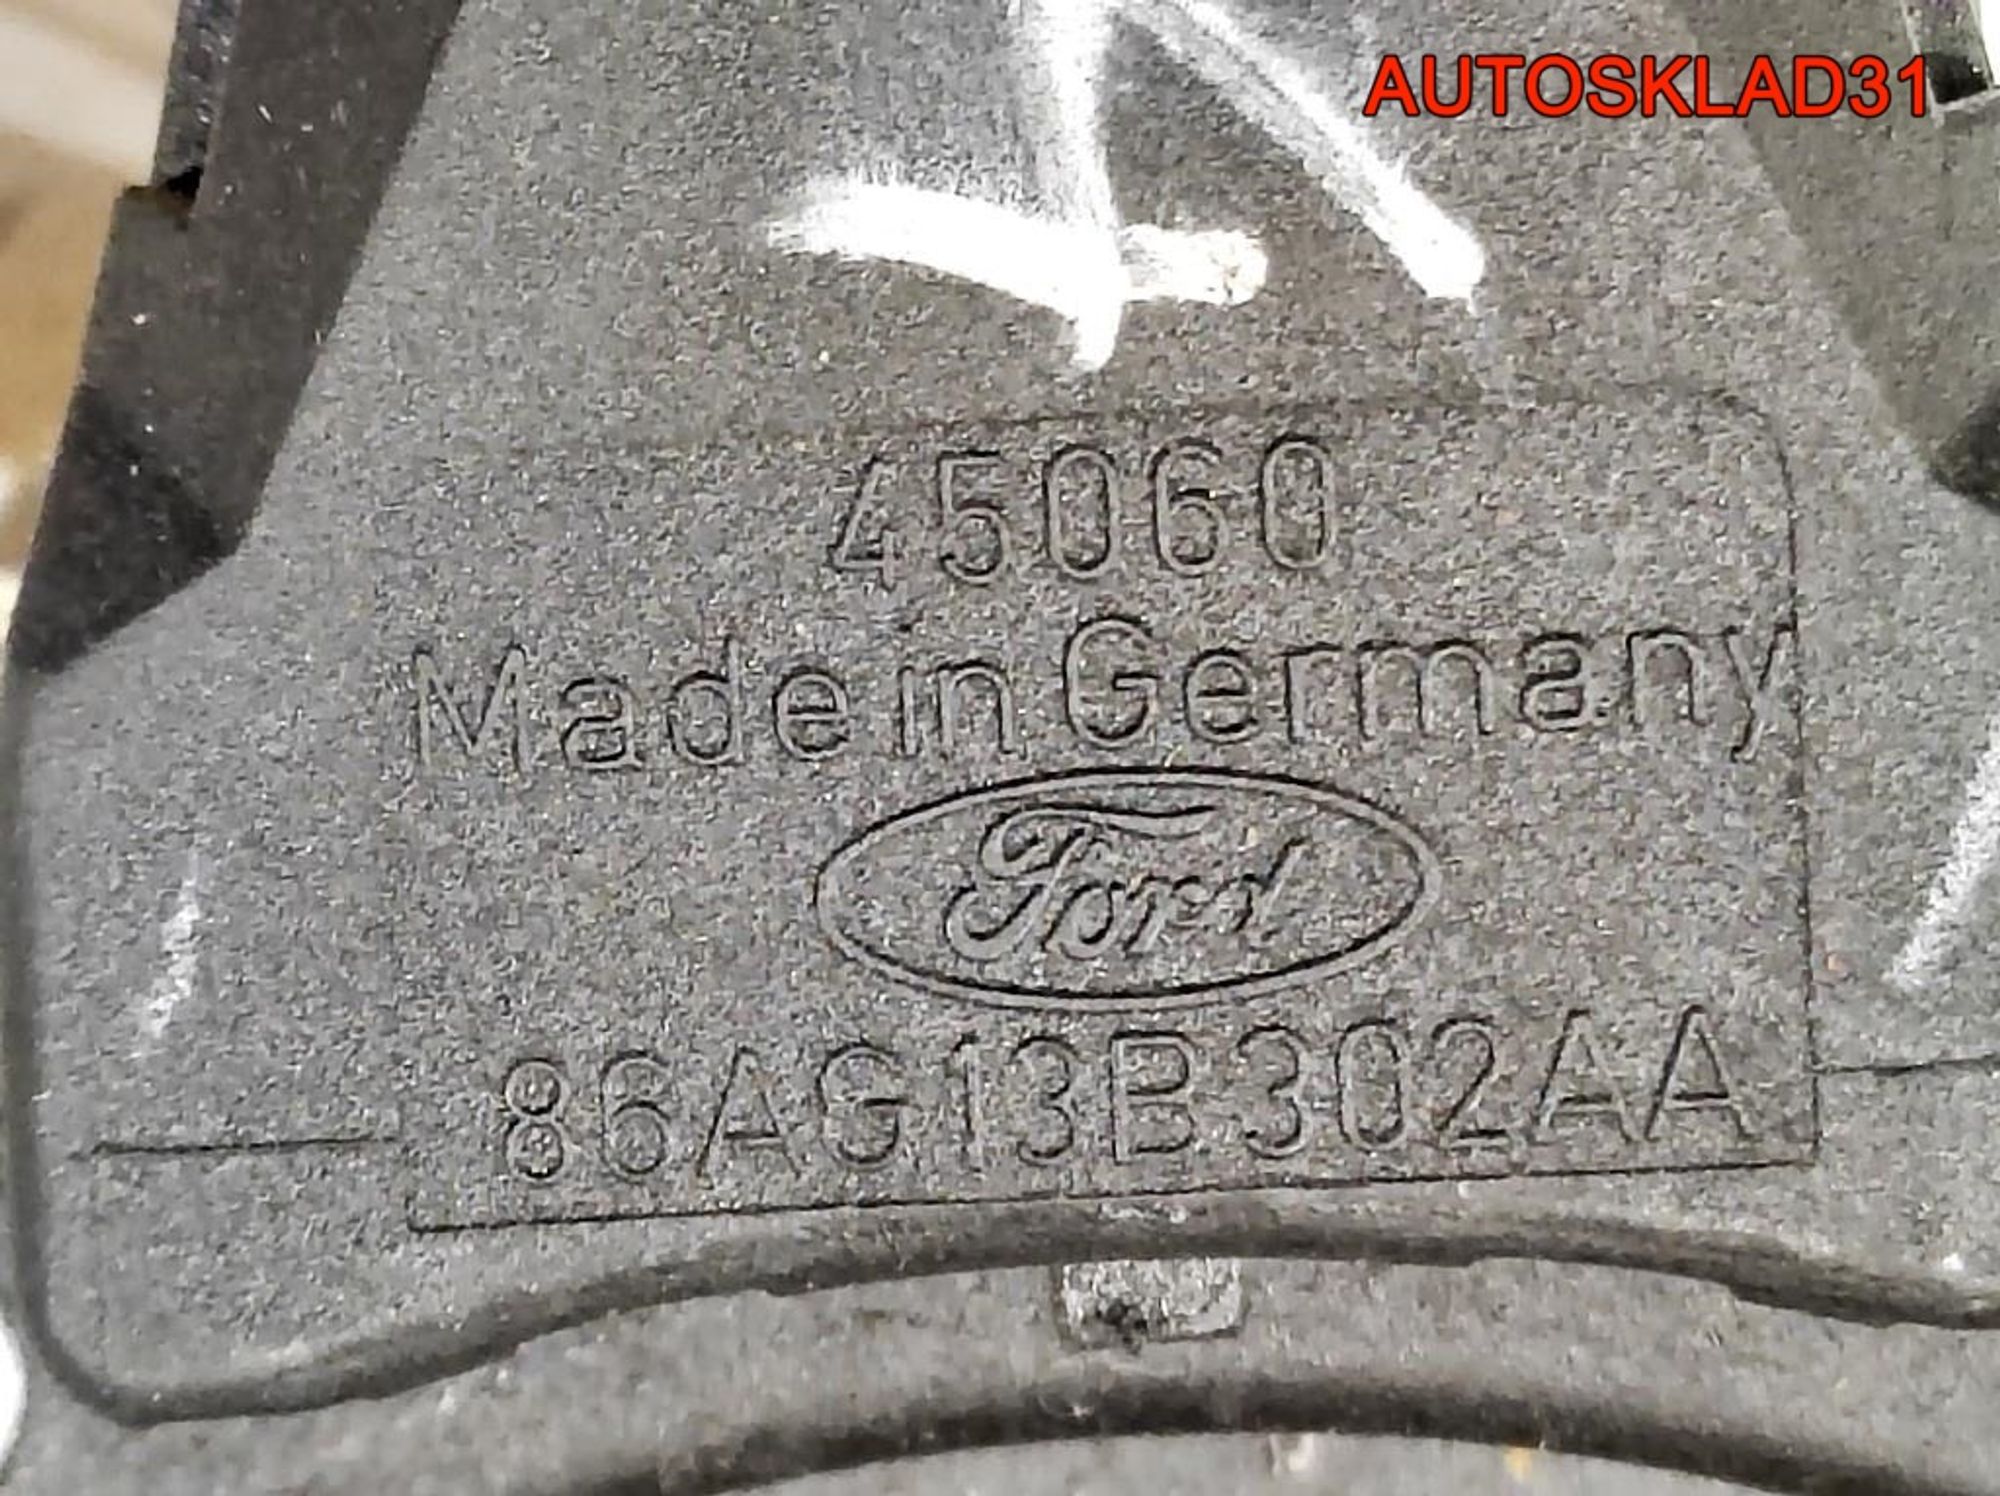 AUTOSKLAD31
45060
Made in Germany
Ford
86AG13B302AA